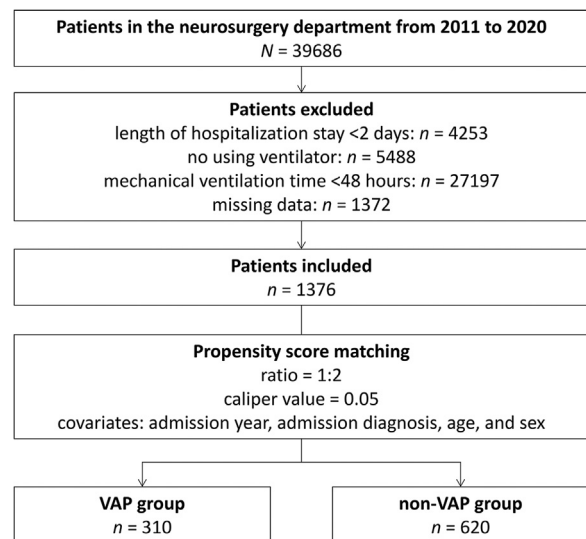 Patients in the neurosurgery department from 2011 to 2020
N = 39686
Patients excluded
length of hospitalization stay <2 days: n = 4253
no using ventilator: n = 5488
mechanical ventilation time <48 hours: n = 27197
missing data: n = 1372
Patients included
n = 1376
Propensity score matching
ratio = 1:2
caliper value = 0.05
covariates: admission year, admission diagnosis, age, and sex
VAP group
n = 310
non-VAP group
n = 620